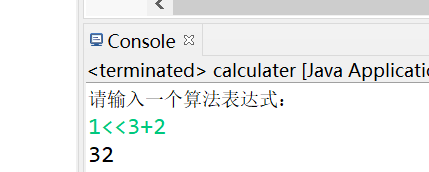 Console
<terminated> calculater [Java Applicatio
请输入一个算法表达式：
1<<3+2
32